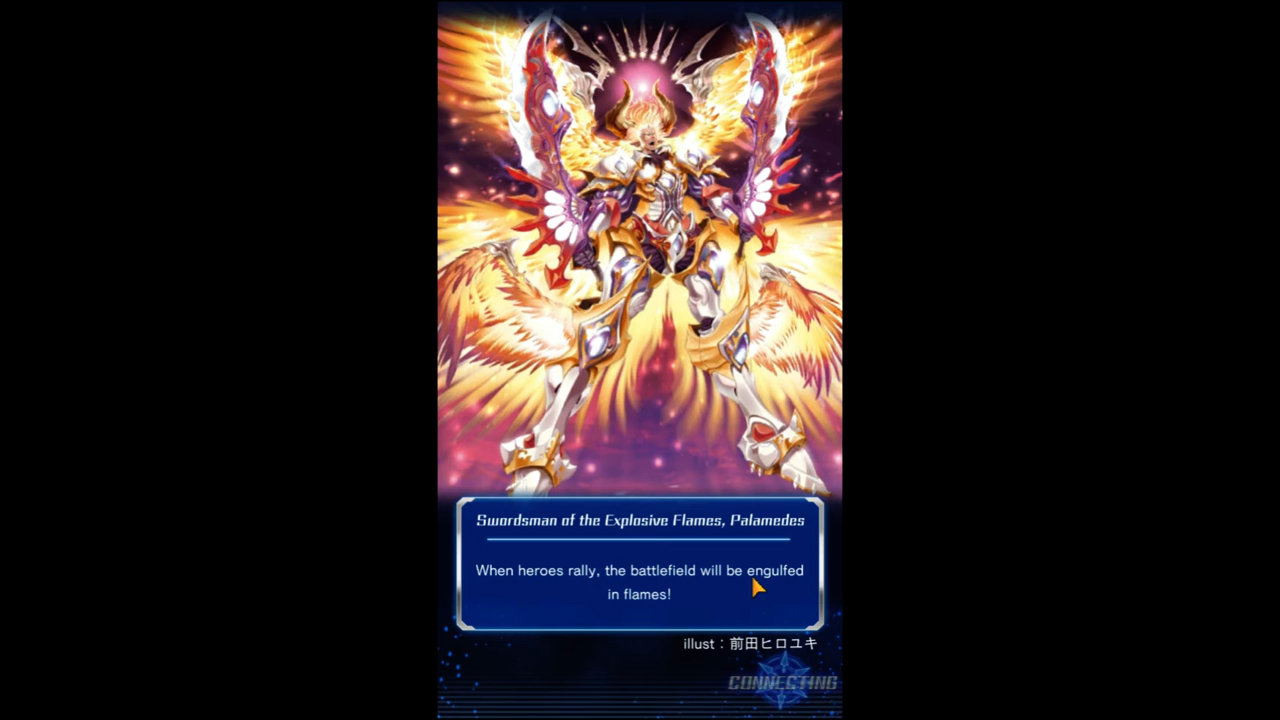 Swordsman of the Explosive Flames, Palamedes
When heroes rally, the battlefield will be engulfed
in flames!
illust : 前田ヒロユキ
CONNECTING